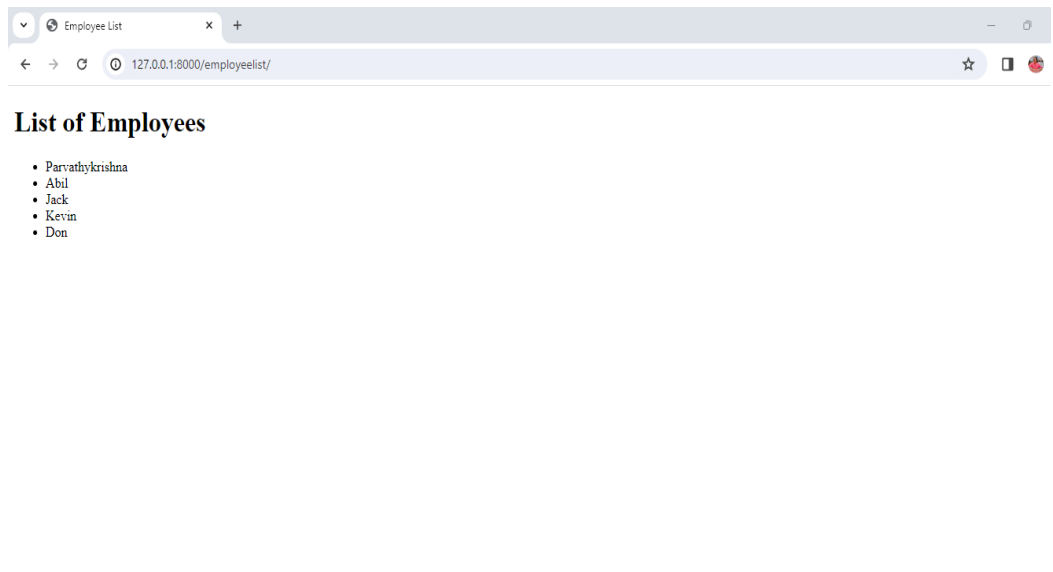 Employee List
127.0.0.1:8000/employeelist/
List of Employees
Parvathykrishna
Abil
Jack
Kevin
Don